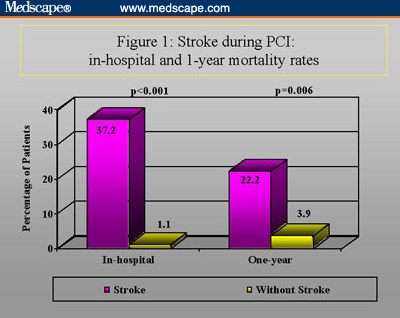 Medscape® www.medscape.com
Figure 1: Stroke during PCI:
in-hospital and 1-year mortality rates
p<0.001 p=0.006
Percentage of Patients
40
30
20
10
0
37.2
1.1
22.2
3.9
In-hospital One-year
Stroke Without Stroke